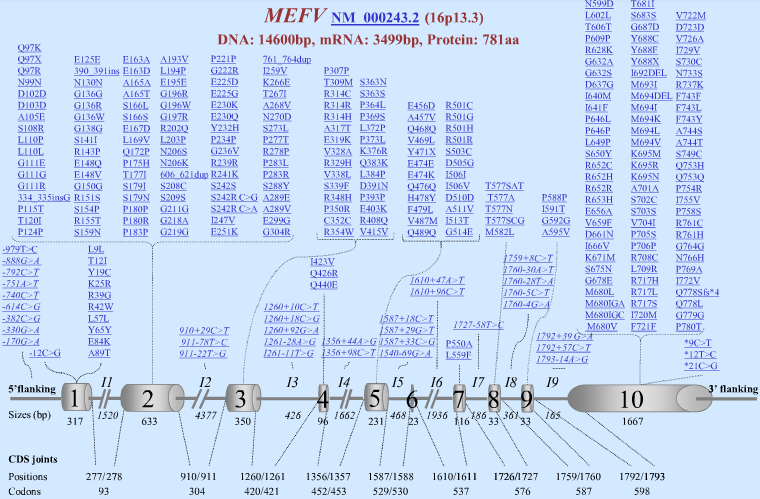 MEFV NM_000243.2 (16p13.3)
DNA: 14600bp, mRNA: 3499bp, Protein: 781aa
Q97K
Q97X
Q97R
N99N
D102D
D103D
A105E
S108R
L110P
L110L
G111E
G111G
G111R
334_335insG
P115T
T120I
P124P
E125E
390_391ins
N130N
G136G
G136R
G136W
G138G
S141I
R143P
E148Q
E148V
G150G
R151S
S154P
R155T
S159N
E163A
E163D
A165A
A165T
S166L
S166S
E167D
L169V
Q172P
P175H
T177I
S179I
S179N
P180P
P180R
P183P
A193V
L194P
E195E
G196R
G196W
G197R
R202Q
L203P
N206S
N206K
606_621dup
S208C
S209S
G211G
G218A
G219G
P221P
G222R
E225D
E225G
E230K
E230Q
Y232H
P234P
G236V
R239R
R241K
S242S
S242R C>G
S242R C>A
I247V
E251K
761_764dup
I259V
K266E
T267I
A268V
N270D
S273L
P277T
R278P
P283L
P283R
S288Y
A289E
A289V
E299G
G304R
P307P
T309M
R314C
R314R
R314H
A317T
E319K
V328A
R329H
V338L
S339F
R348H
P350R
C352C
R354W
S363N
S363S
P364L
P369S
L372P
P373L
K376R
Q383K
L384P
D391N
P393P
E403K
R408Q
V415V
I423V
Q426R
Q440E
E456D
A457V
Q468Q
N470L
Y471X
E474E
E474K
Q476Q
H478Y
E479L
V487M
Q489Q
R501C
R501G
R501H
R501R
S503C
D505G
I506I
I506V
D510D
A511V
I513T
G514E
T577SAT
T577A
T577N
T577SCG
M582L
P588P
I591T
G592G
A595V
N599D
L602L
T606T
P609P
R628K
G632A
G632S
D637G
I640M
I641F
L646P
L646L
P646P
S650Y
R652C
R652H
R652R
R653H
E656A
V659F
D661N
I666V
K671M
S675N
G678E
M680L
M680IGA
M680IGC
M680V
T681I
S683S
G687D
Y688C
Y688F
Y688X
I692DEL
M693I
M694DEL
M694I
M694K
M694L
M694V
K695M
K695R
K695N
A701A
S702C
S703S
V704I
P705S
P706P
R708C
L709R
R717H
R717L
R717S
I720M
F721F
V722M
D723D
V726A
I729V
S730C
N733S
R737K
F743F
F743L
F743Y
A744T
A744S
S749C
Q753H
Q753Q
P754R
I755V
P758S
R761C
R761H
G764G
N766H
P769A
I772V
Q778Sfs*4
Q778L
G779G
P780T
-979T>C
-888G>A
-792C>T
-751A>T
-740C>T
-614C>G
-382C>G
-330G>A
-170G>A
-12C>G
L9L
T12I
Y19C
K25R
R39G
R42W
L57L
Y65Y
E84K
A89T
910+29C>T
911-78T>C
911-22T>G
1260+10C>T
1260+18C>G
1260+92G>A
1261-28A>G
1261-11T>G
1356+44A>G
1356+98C>T
1587+18C>T
1587+29G>T
1587+33C>G
1540-69G>A
1610+47A>T
1610+96C>T
1727-58T>C
P550A
L559F
1759+8C>T
1760-30A>T
1760-28T>A
1760-5C>T
1760-4G>A
1792+39 G>A
1792+57C>T
1793-14A>G
*9C>T
*12T>C
*21C>G
5'flanking I1 I2 I3 I4 I5 I6 I7 I8 I9 3' flanking
1 2 3 4 5 6 7 8 9 10
Sizes (bp) 317 1520 633 4377 350 426 96 1662 231 468 23 1936 116 186 33 361 33 165 1667
CDS joints
Positions 277/278 910/911 1260/1261 1356/1357 1587/1588 1610/1611 1726/1727 1759/1760 1792/1793
Codons 93 304 420/421 452/453 529/530 537 576 587 598